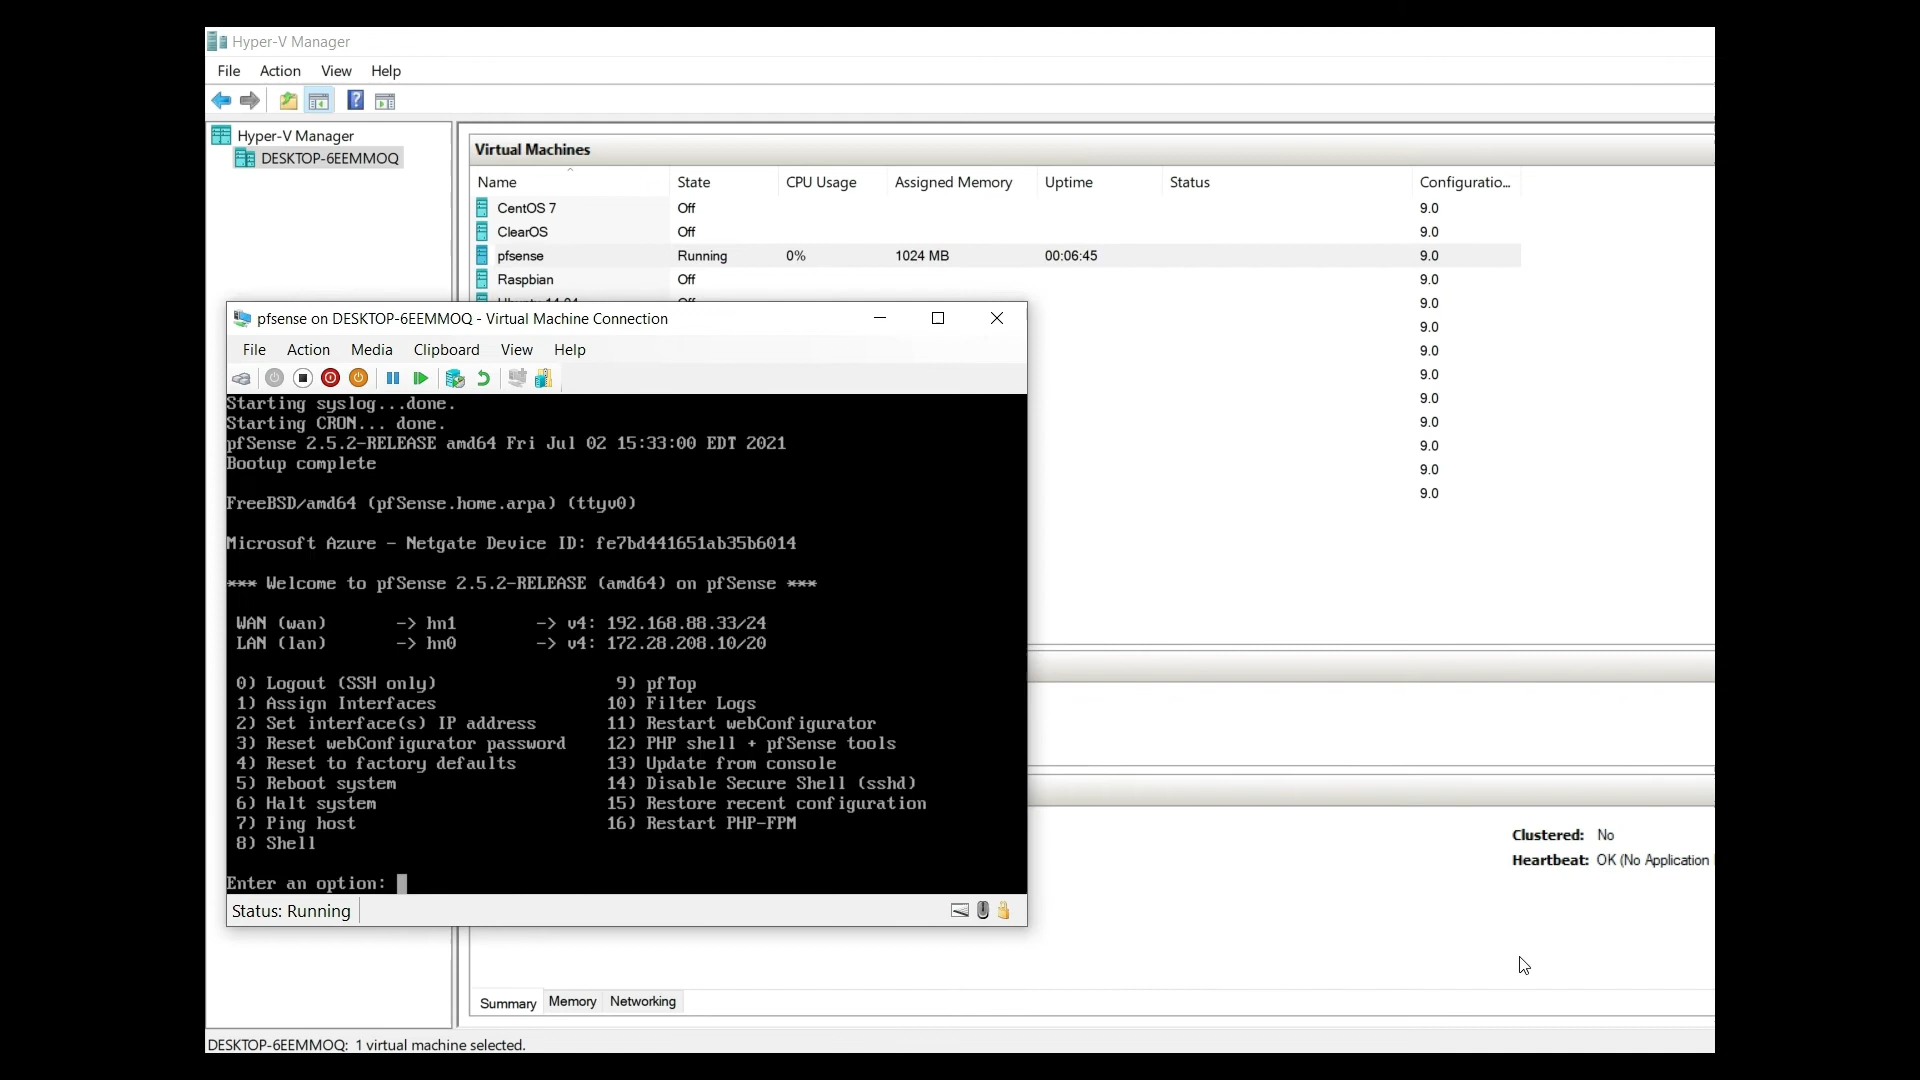 Hyper-V Manager
File Action View Help
Hyper-V Manager
DESKTOP-6EEMMOQ
Virtual Machines
Name State CPU Usage Assigned Memory Uptime Status Configuratio...
CentOS 7 Off 9.0
ClearOS Off 9.0
pfsense Running 0% 1024 MB 00:06:45 9.0
Raspbian Off 9.0
9.0
9.0
9.0
9.0
9.0
9.0
9.0
9.0
9.0
pfsense on DESKTOP-6EEMMOQ - Virtual Machine Connection
File Action Media Clipboard View Help
Starting syslog...done.
Starting CRON... done.
pfSense 2.5.2-RELEASE amd64 Fri Jul 02 15:33:00 EDT 2021
Bootup complete
FreeBSD/amd64 (pfSense.home.arpa) (ttyv0)
Microsoft Azure - Netgate Device ID: fe7bd441651ab35b6014
*** Welcome to pfSense 2.5.2-RELEASE (amd64) on pfSense ***
WAN (wan) -> hn1 -> v4: 192.168.88.33/24
LAN (lan) -> hn0 -> v4: 172.28.208.10/20
0) Logout (SSH only) 9) pfTop
1) Assign Interfaces 10) Filter Logs
2) Set interface(s) IP address 11) Restart webConfigurator
3) Reset webConfigurator password 12) PHP shell + pfSense tools
4) Reset to factory defaults 13) Update from console
5) Reboot system 14) Disable Secure Shell (sshd)
6) Halt system 15) Restore recent configuration
7) Ping host 16) Restart PHP-FPM
8) Shell
Enter an option:
Status: Running
Clustered: No
Heartbeat: OK (No Application
Summary Memory Networking
DESKTOP-6EEMMOQ: 1 virtual machine selected.